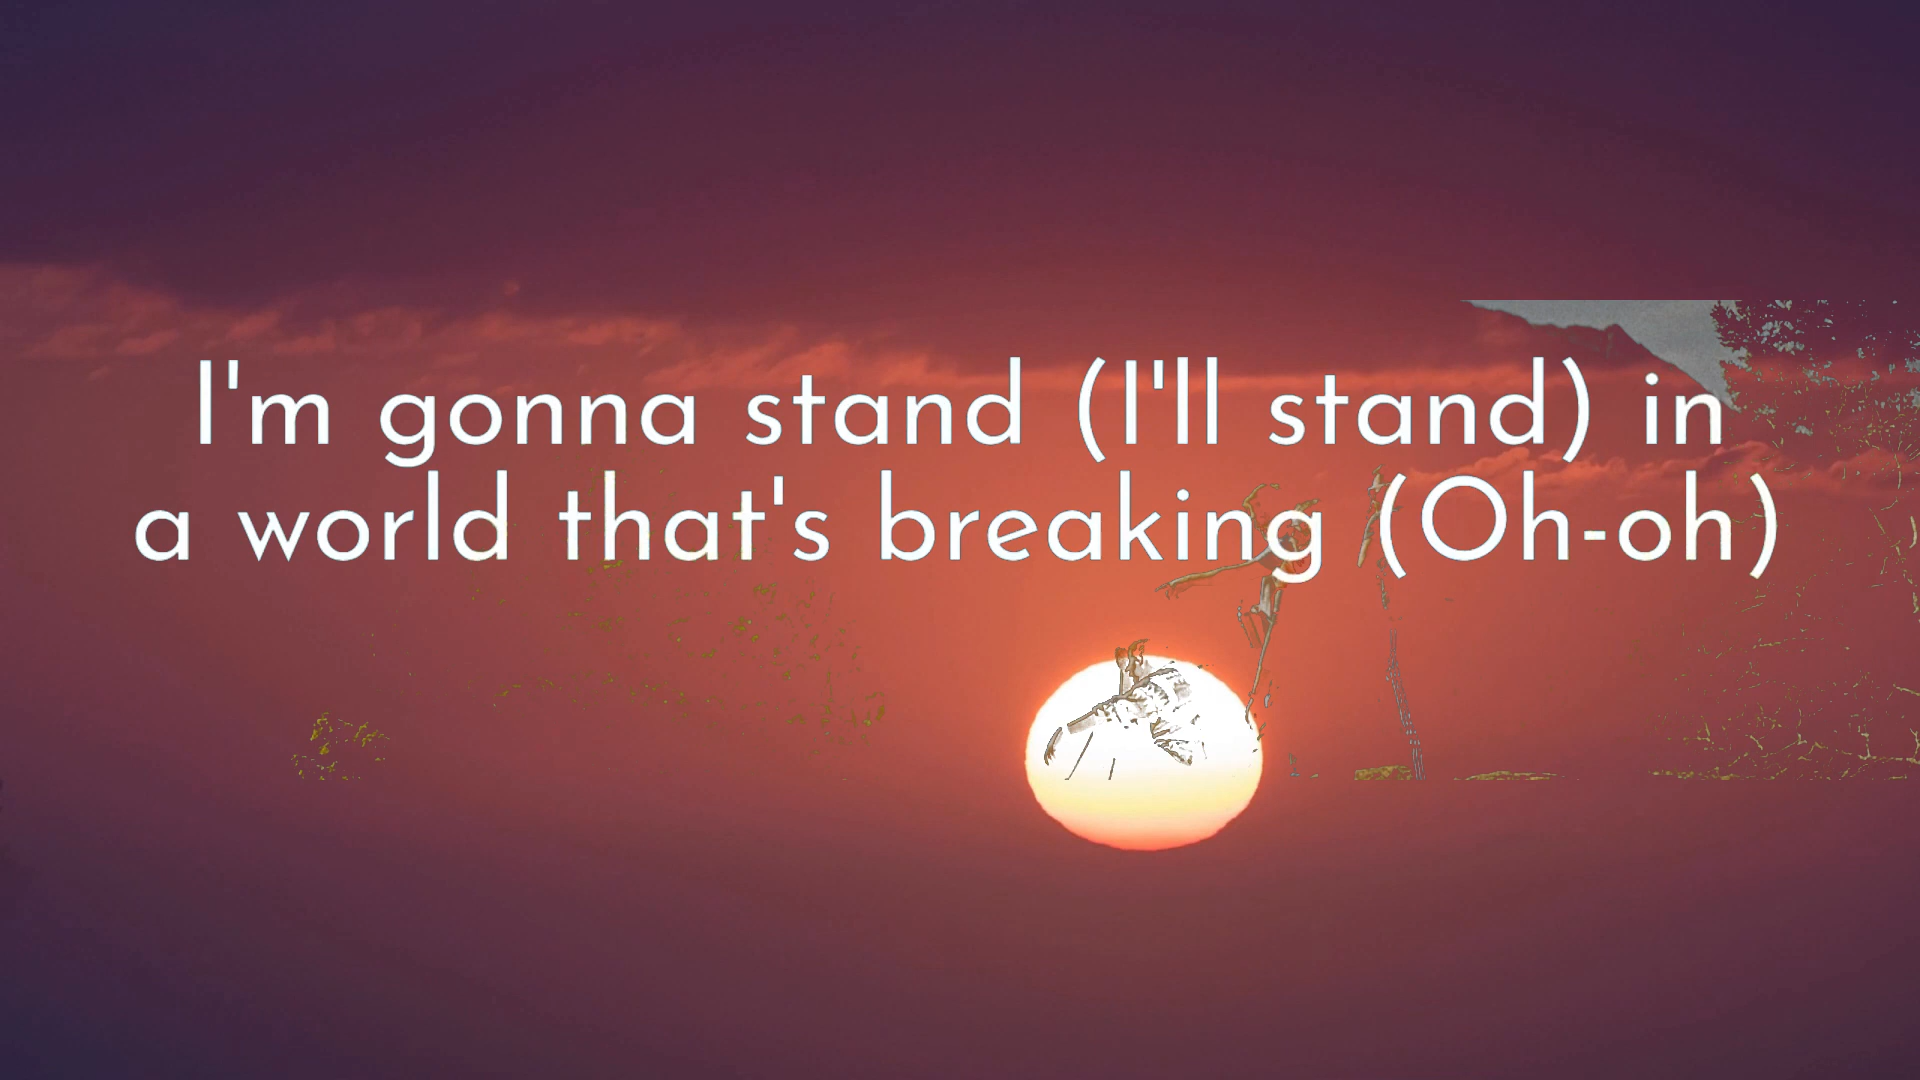 I'm gonna stand (I'll stand) in
a world that's breaking (Oh-oh)